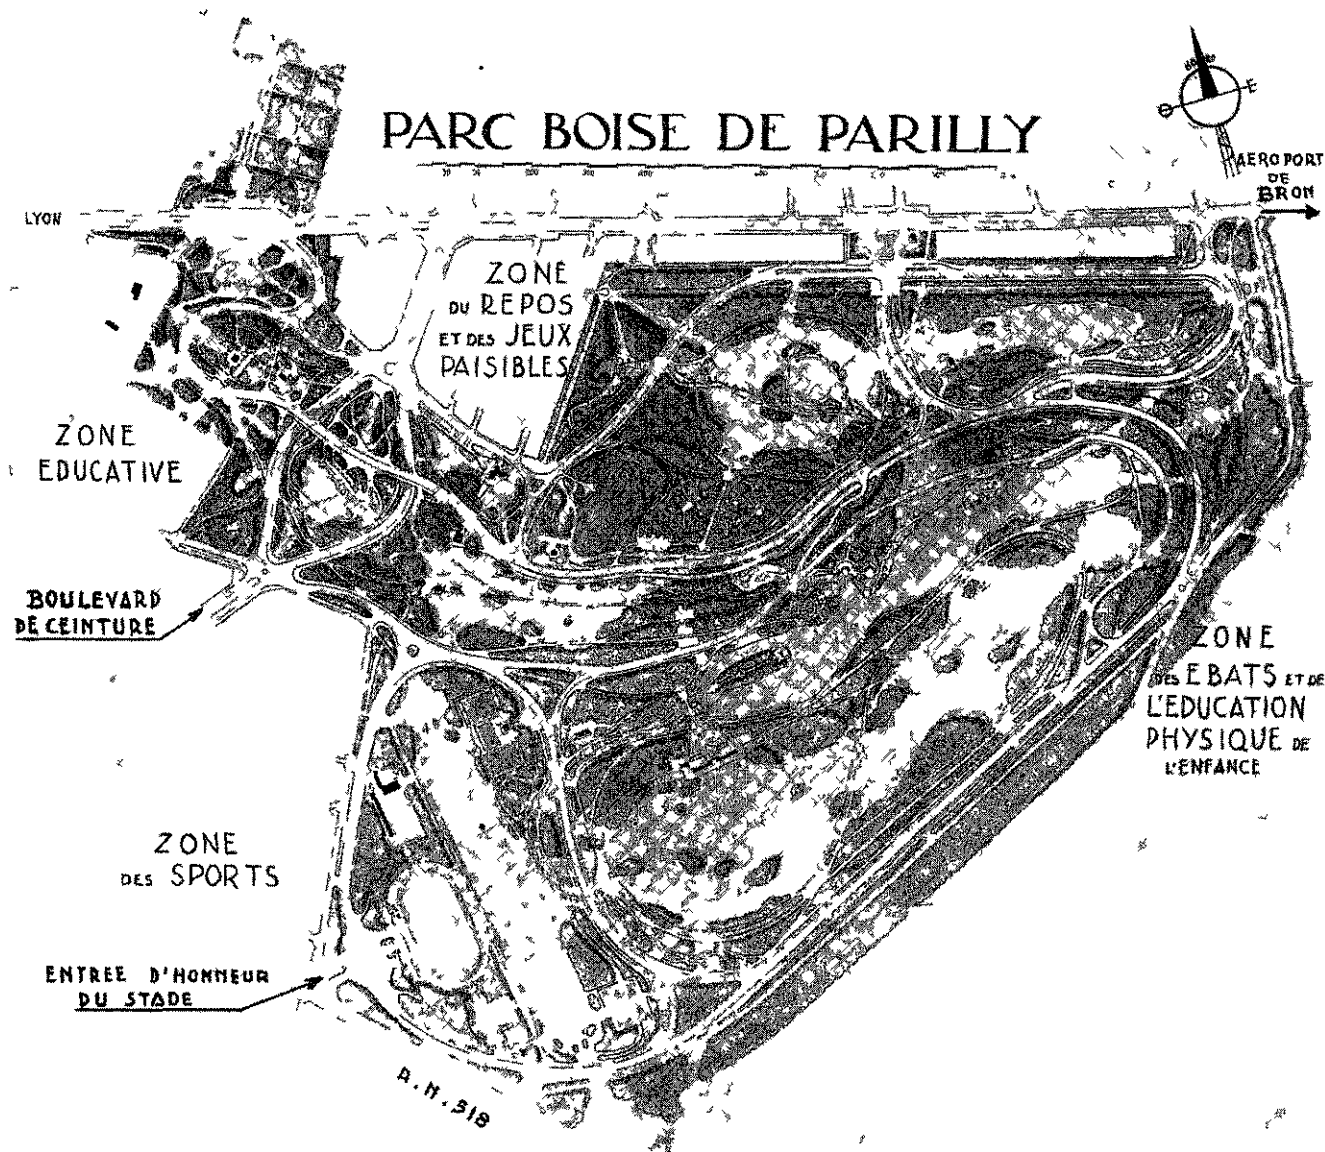 PARC BOISE DE PARILLY
O
E
AEROPORT
DE
BRON
LYON
ZONE
DU REPOS
ET DES JEUX
PAISIBLES
ZONE
EDUCATIVE
BOULEVARD
DE CEINTURE
ZONE
DES EBATS ET DE
L'EDUCATION
PHYSIQUE DE
L'ENFANCE
ZONE
DES SPORTS
ENTREE D'HONNEUR
DU STADE
R.N.518